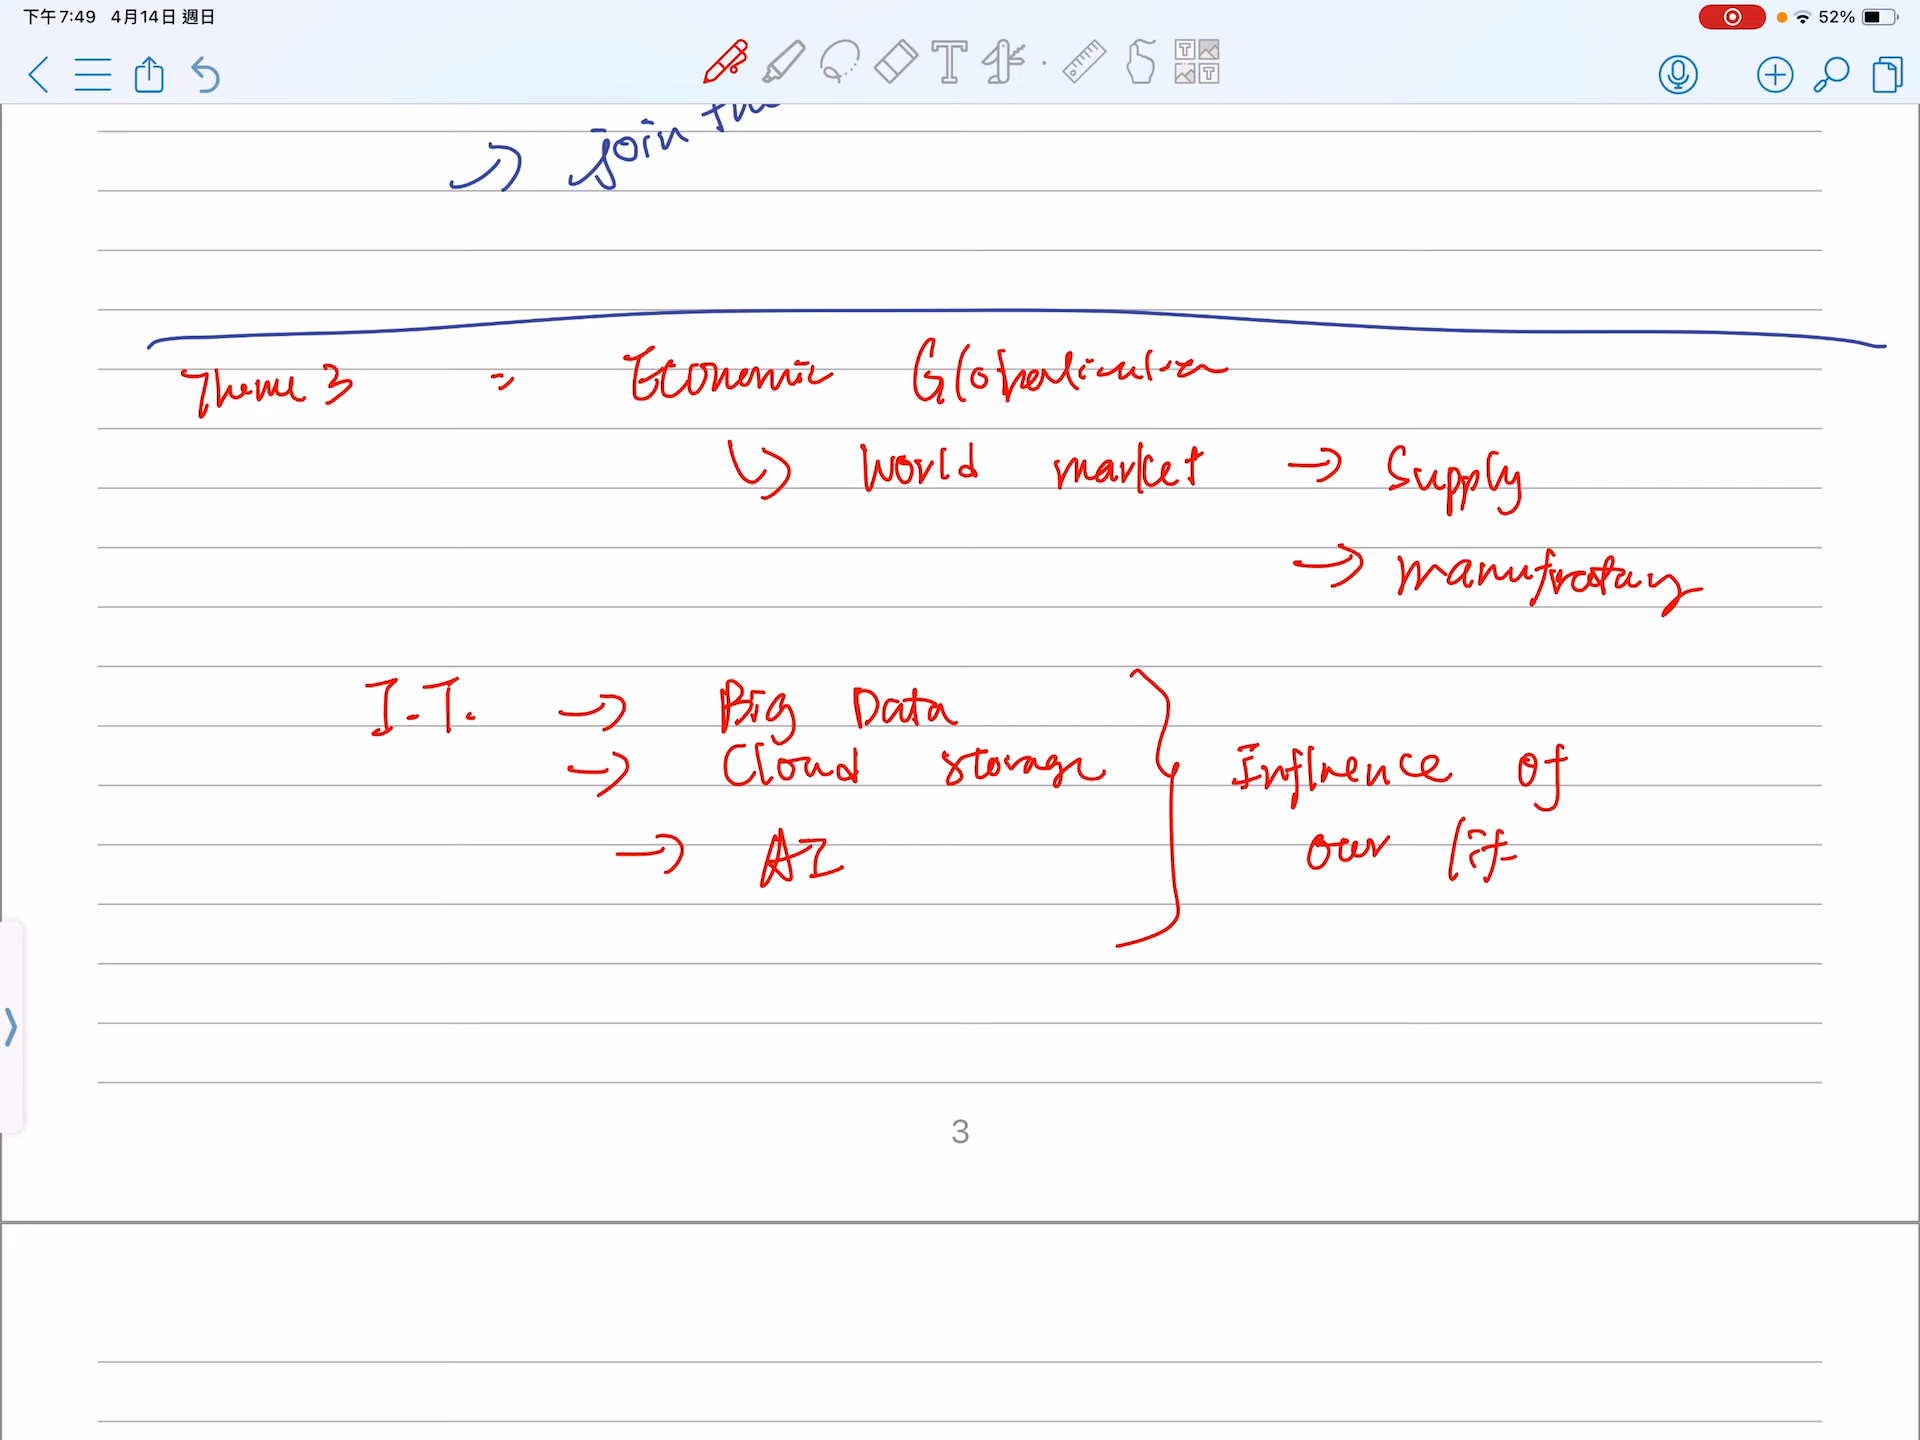 下午7:49 4月14日 週日
52%
→ join the
Theme 3 = Economic Globalization
↳ World market → Supply
→ manufractary
I.T. → Big Data
→ Cloud storage
→ AI
Influence of
our life
3